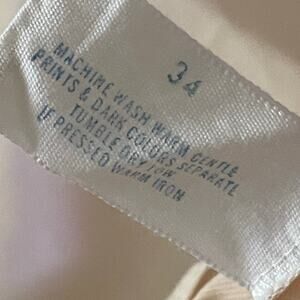 34
MACHINE WASH WARM GENTLE
PRINTS & DARK COLORS SEPARATE
TUMBLE DRY LOW
IF PRESSED WARM IRON